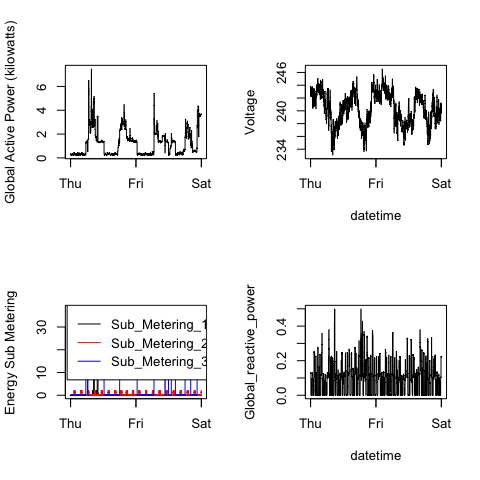 Global Active Power (kilowatts)
6
4
2
0
Thu Fri Sat
Voltage
246
240
234
Thu Fri Sat
datetime
Energy Sub Metering
30
10
0
Sub_Metering_1
Sub_Metering_2
Sub_Metering_3
Thu Fri Sat
Global_reactive_power
0.4
0.2
0.0
Thu Fri Sat
datetime